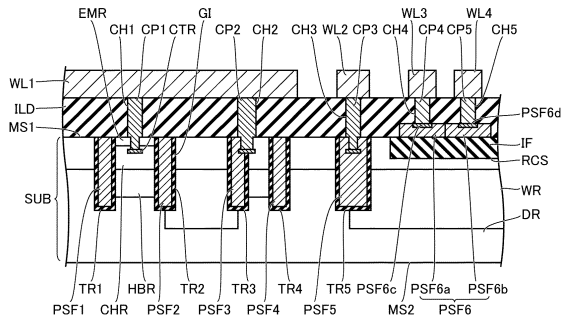 EMR CH1 CP1 CTR GI CP2 CH2 CH3 WL2 CP3 WL3 CH4 CP4 CP5 WL4 CH5
WL1
ILD
MS1
PSF6d
IF
RCS
SUB
WR
DR
TR1 HBR TR2 TR3 TR4 TR5 PSF6c PSF6a PSF6b
PSF1 CHR PSF2 PSF3 PSF4 PSF5 MS2 PSF6